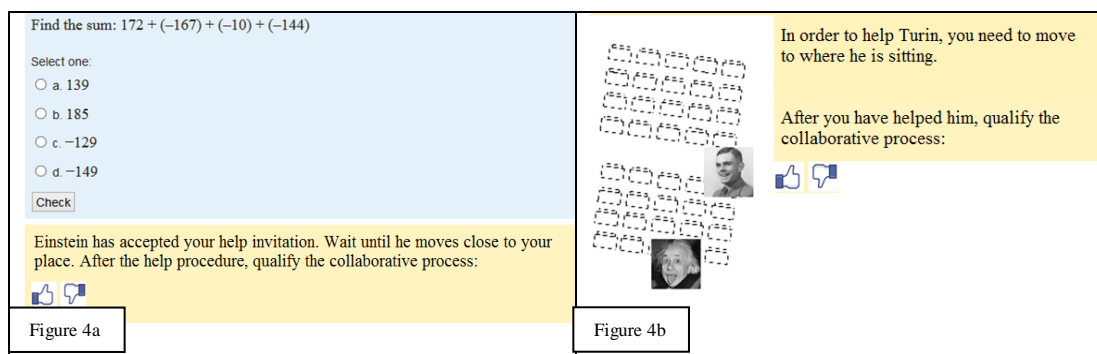 Find the sum: 172 + (–167) + (–10) + (–144)
Select one:
a. 139
b. 185
c. −129
d. −149
Check
Einstein has accepted your help invitation. Wait until he moves close to your
place. After the help procedure, qualify the collaborative process:
Figure 4a
In order to help Turin, you need to move
to where he is sitting.
After you have helped him, qualify the
collaborative process:
Figure 4b